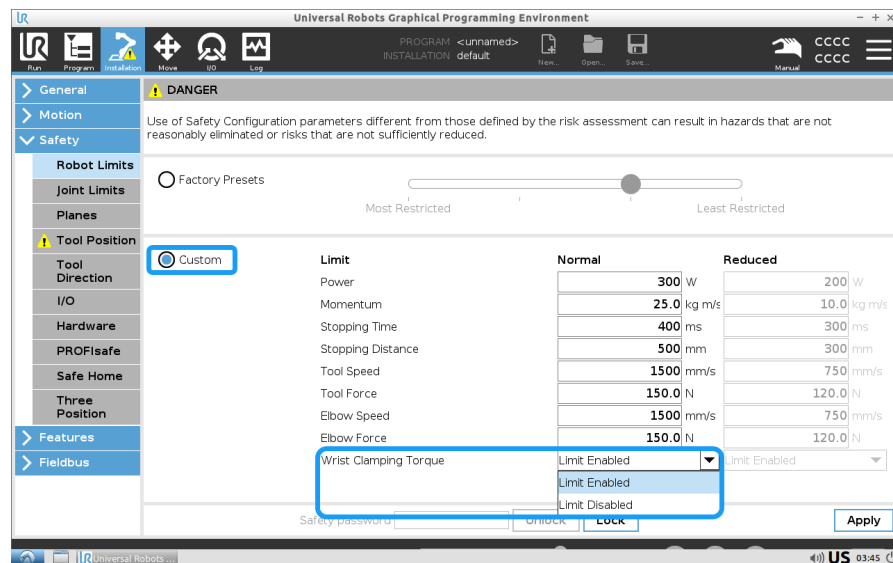 Universal Robots Graphical Programming Environment
UR
Run
Program
Installation
Move
I/O
Log
PROGRAM <unnamed>
INSTALLATION default
New...
Open...
Save...
Manual
CCCC
CCCC
General
Motion
Safety
Robot Limits
Joint Limits
Planes
Tool Position
Tool
Direction
I/O
Hardware
PROFIsafe
Safe Home
Three
Position
Features
Fieldbus
DANGER
Use of Safety Configuration parameters different from those defined by the risk assessment can result in hazards that are not
reasonably eliminated or risks that are not sufficiently reduced.
Factory Presets
Most Restricted Least Restricted
Custom
Limit Normal Reduced
Power 300 W 200 W
Momentum 25.0 kg m/s 10.0 kg m/s
Stopping Time 400 ms 300 ms
Stopping Distance 500 mm 300 mm
Tool Speed 1500 mm/s 750 mm/s
Tool Force 150.0 N 120.0 N
Elbow Speed 1500 mm/s 750 mm/s
Elbow Force 150.0 N 120.0 N
Wrist Clamping Torque Limit Enabled Limit Enabled
Limit Enabled
Limit Disabled
Safety password Unlock Lock Apply
Universal Robots ...
US 03:45